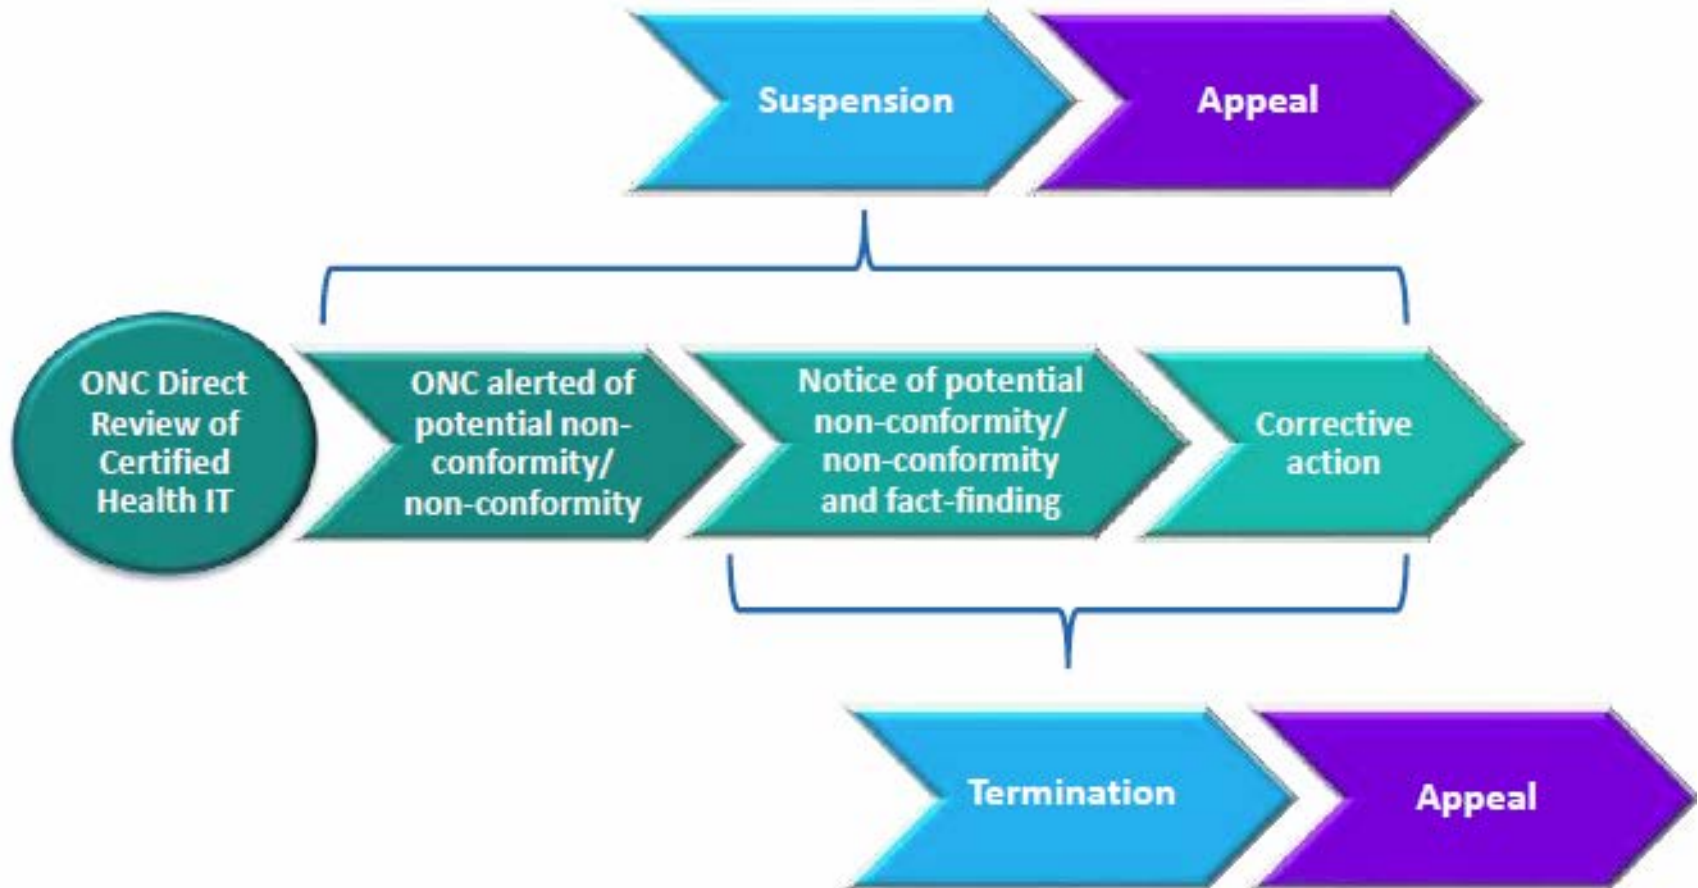 Suspension
Appeal
ONC Direct
Review of
Certified
Health IT
ONC alerted of
potential non-
conformity/
non-conformity
Notice of potential
non-conformity/
non-conformity
and fact-finding
Corrective
action
Termination
Appeal